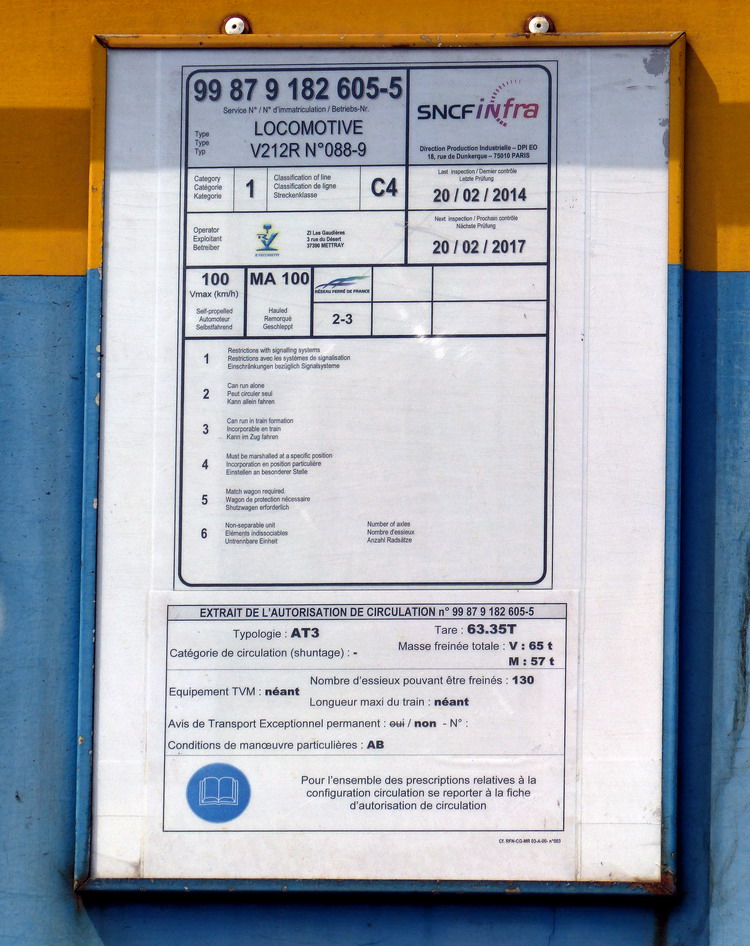 99 87 9 182 605-5
Service N° / N° d'immatriculation / Betriebs-Nr.
Type
Type
Typ
LOCOMOTIVE
V212R N°088-9
SNCF infra
Direction Production Industrielle – DPI EO
18, rue de Dunkerque – 75010 PARIS
Category
Catégorie
Kategorie
1
Classification of line
Classification de ligne
Streckenklasse
C4
Last inspection / Dernier contrôle
Letzte Prüfung
20 / 02 / 2014
Operator
Exploitant
Betreiber
ZI Les Gaudières
3 rue du Désert
37390 METTRAY
Next inspection / Prochain contrôle
Nächste Prüfung
20 / 02 / 2017
100
Vmax (km/h)
Self-propelled
Automoteur
Selbstfahrend
MA 100
Hauled
Remorqué
Geschleppt
RÉSEAU FERRÉ DE FRANCE
2-3
1
Restrictions with signalling systems
Restrictions avec les systèmes de signalisation
Einschränkungen bezüglich Signalsysteme
2
Can run alone
Peut circuler seul
Kann allein fahren
3
Can run in train formation
Incorporable en train
Kann im Zug fahren
4
Must be marshalled at a specific position
Incorporation en position particulière
Einstellen an besonderer Stelle
5
Match wagon required
Wagon de protection nécessaire
Shutzwagen erforderlich
6
Non-separable unit
Eléments indissociables
Untrennbare Einheit
Number of axles
Nombre d'essieux
Anzahl Radsätze
EXTRAIT DE L'AUTORISATION DE CIRCULATION n° 99 87 9 182 605-5
Typologie : AT3
Tare : 63.35T
Catégorie de circulation (shuntage) : -
Masse freinée totale : V : 65 t
M : 57 t
Nombre d'essieux pouvant être freinés : 130
Equipement TVM : néant
Longueur maxi du train : néant
Avis de Transport Exceptionnel permanent : oui / non - N° :
Conditions de manœuvre particulières : AB
Pour l'ensemble des prescriptions relatives à la
configuration circulation se reporter à la fiche
d'autorisation de circulation
Cf. RFN-CG-MR 03-A-00- n°003